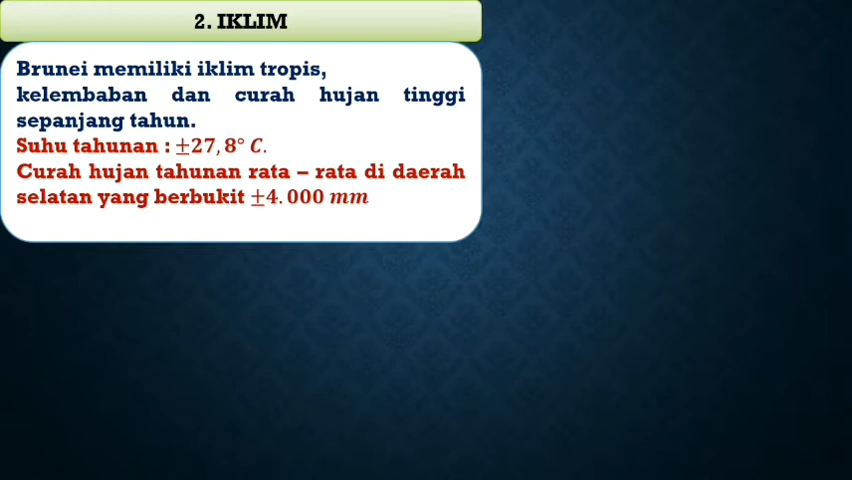 2. IKLIM
Brunei memiliki iklim tropis,
kelembaban dan curah hujan tinggi
sepanjang tahun.
Suhu tahunan : ±27, 8° C.
Curah hujan tahunan rata – rata di daerah
selatan yang berbukit ±4. 000 mm